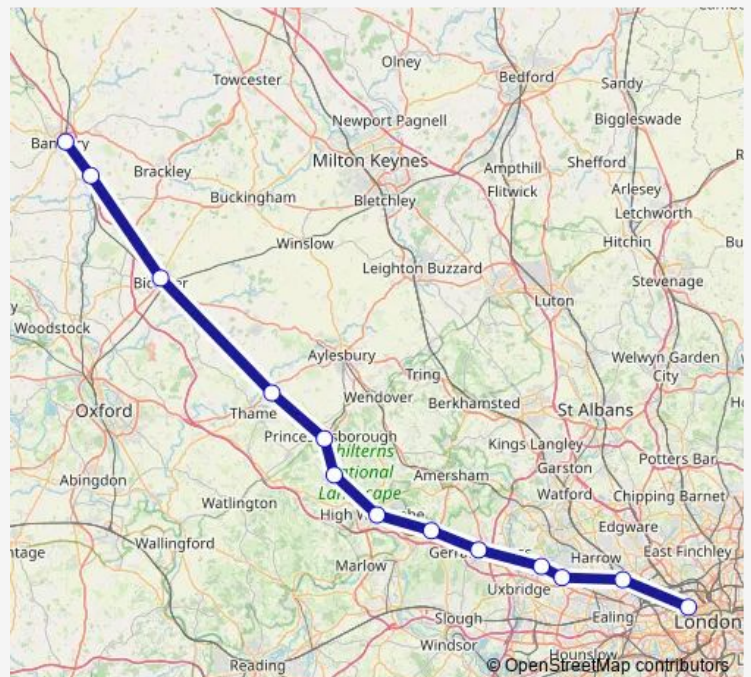 Olney
Towcester
Bedford
Sandy
Newport Pagnell
Biggleswade
Brackley
Milton Keynes
Ampthill
Shefford
Buckingham
Bletchley
Flitwick
Arlesey
Letchworth
Winslow
Hitchin
Leighton Buzzard
Stevenage
Luton
Woodstock
Aylesbury
Welwyn Garden
City
Tring
Wendover
Berkhamsted
St Albans
Oxford
Thame
Kings Langley
Garston
Potters Bar
Chilterns
National
Landscape
Amersham
Abingdon
Watlington
Watford
Chipping Barnet
Edgware
Wallingford
Harrow
East Finchley
Marlow
Uxbridge
Ealing
London
Slough
Windsor
Hounslow
Reading
© OpenStreetMap contributors